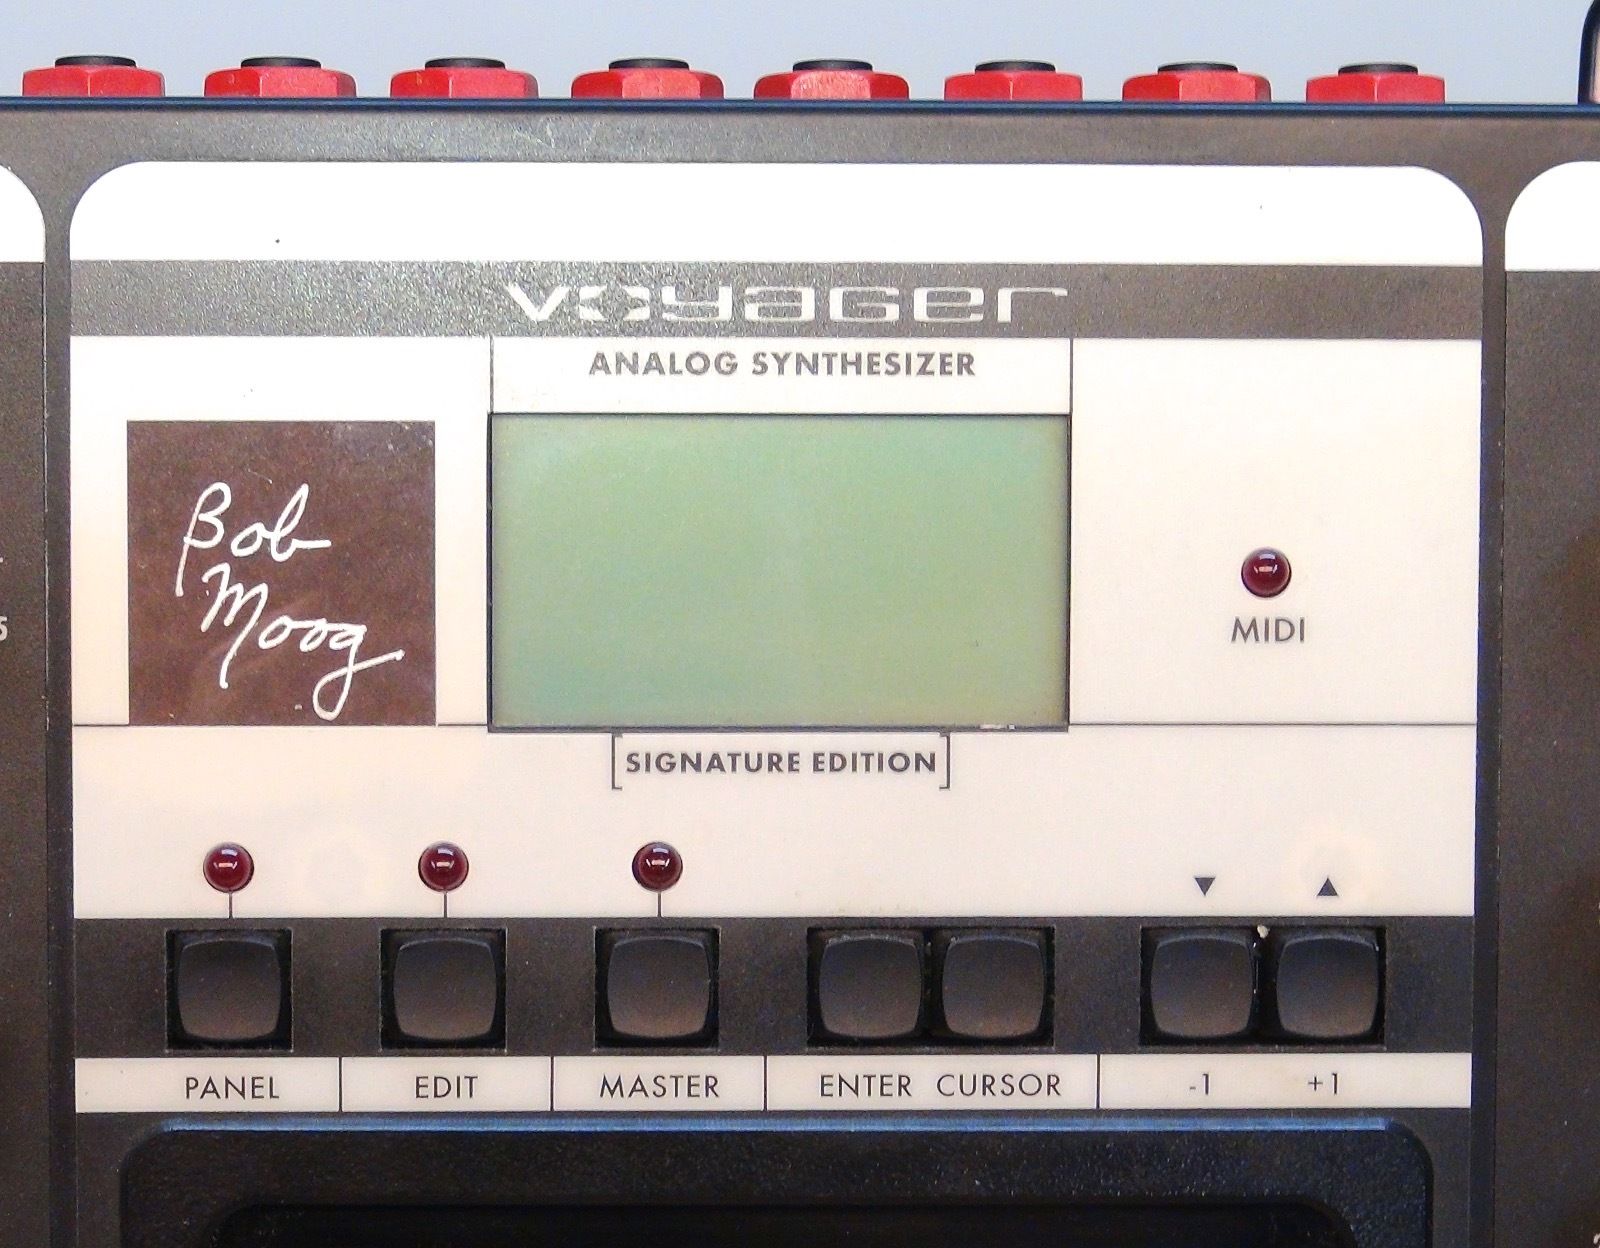 VOYAGER
ANALOG SYNTHESIZER
Bob
Moog
MIDI
SIGNATURE EDITION
▼ ▲
PANEL EDIT MASTER ENTER CURSOR -1 +1